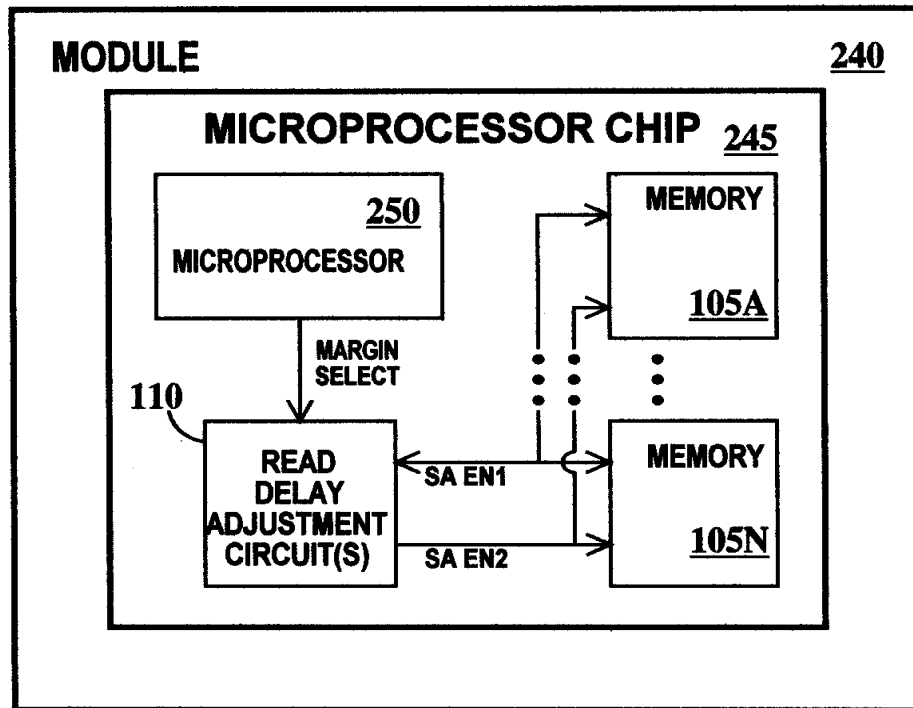 MODULE
240
MICROPROCESSOR CHIP
245
250
MICROPROCESSOR
MEMORY
105A
MARGIN
SELECT
110
READ
DELAY
ADJUSTMENT
CIRCUIT(S)
SA EN1
SA EN2
MEMORY
105N